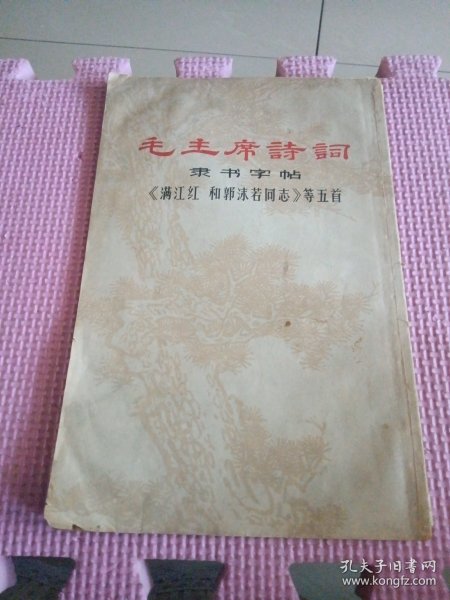 毛主席詩詞
隶书字帖
《满江红 和郭沫若同志》等五首
孔夫子旧书网
www.kongfz.com